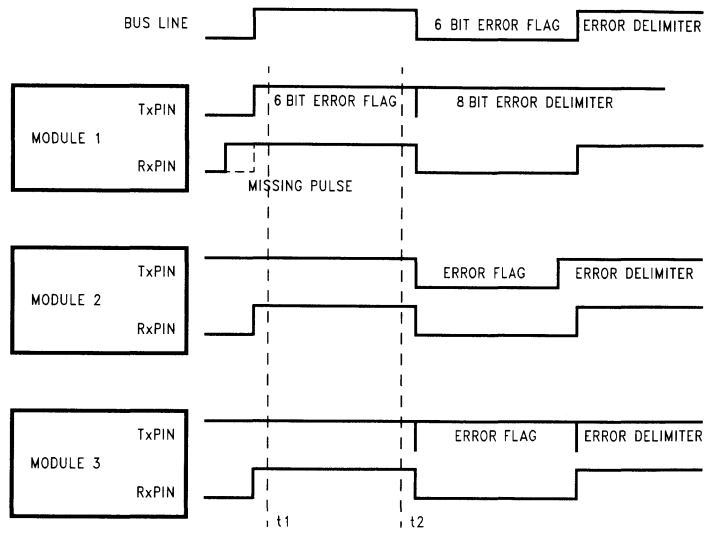 BUS LINE
6 BIT ERROR FLAG
ERROR DELIMITER
MODULE 1
TxPIN
6 BIT ERROR FLAG
8 BIT ERROR DELIMITER
RxPIN
MISSING PULSE
MODULE 2
TxPIN
ERROR FLAG
ERROR DELIMITER
RxPIN
MODULE 3
TxPIN
ERROR FLAG
ERROR DELIMITER
RxPIN
t1
t2